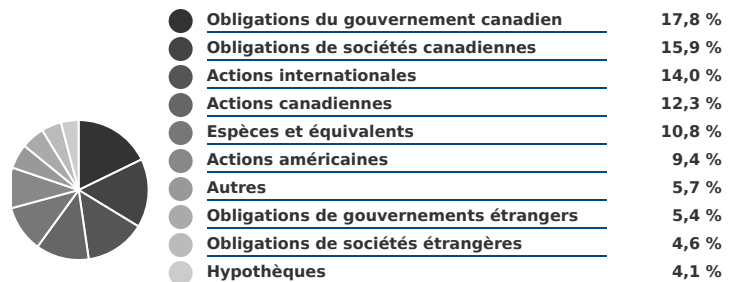 Obligations du gouvernement canadien 17,8 %
Obligations de sociétés canadiennes 15,9 %
Actions internationales 14,0 %
Actions canadiennes 12,3 %
Espèces et équivalents 10,8 %
Actions américaines 9,4 %
Autres 5,7 %
Obligations de gouvernements étrangers 5,4 %
Obligations de sociétés étrangères 4,6 %
Hypothèques 4,1 %